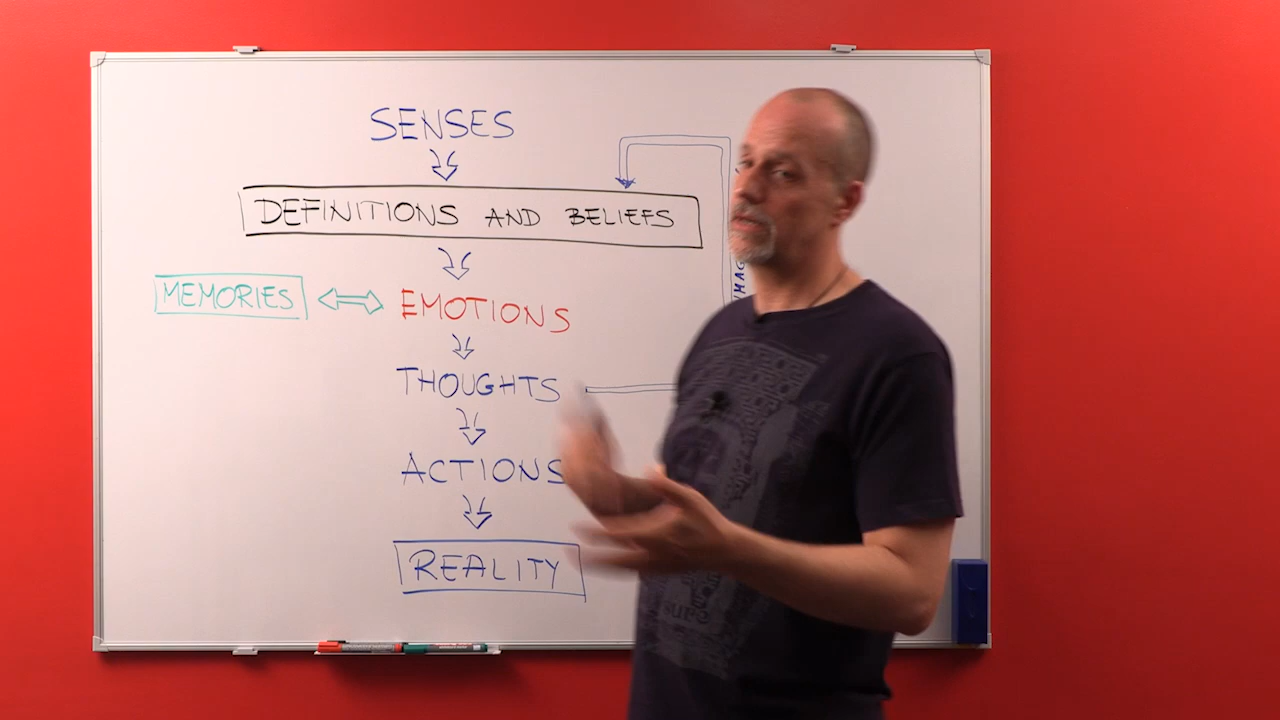 SENSES
DEFINITIONS AND BELIEFS
MEMORIES
EMOTIONS
THOUGHTS
ACTIONS
REALITY